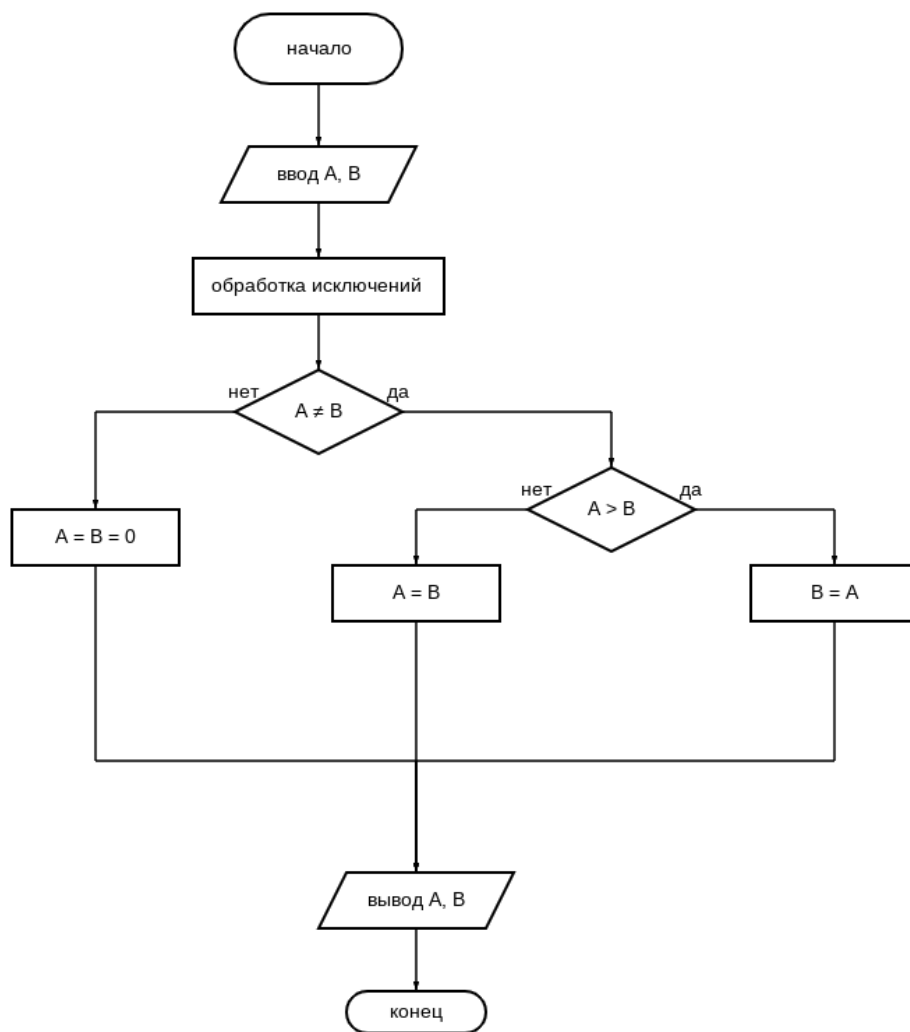 начало
ввод A, B
обработка исключений
нет
да
A ≠ B
нет
да
A > B
A = B = 0
A = B
B = A
вывод A, B
конец